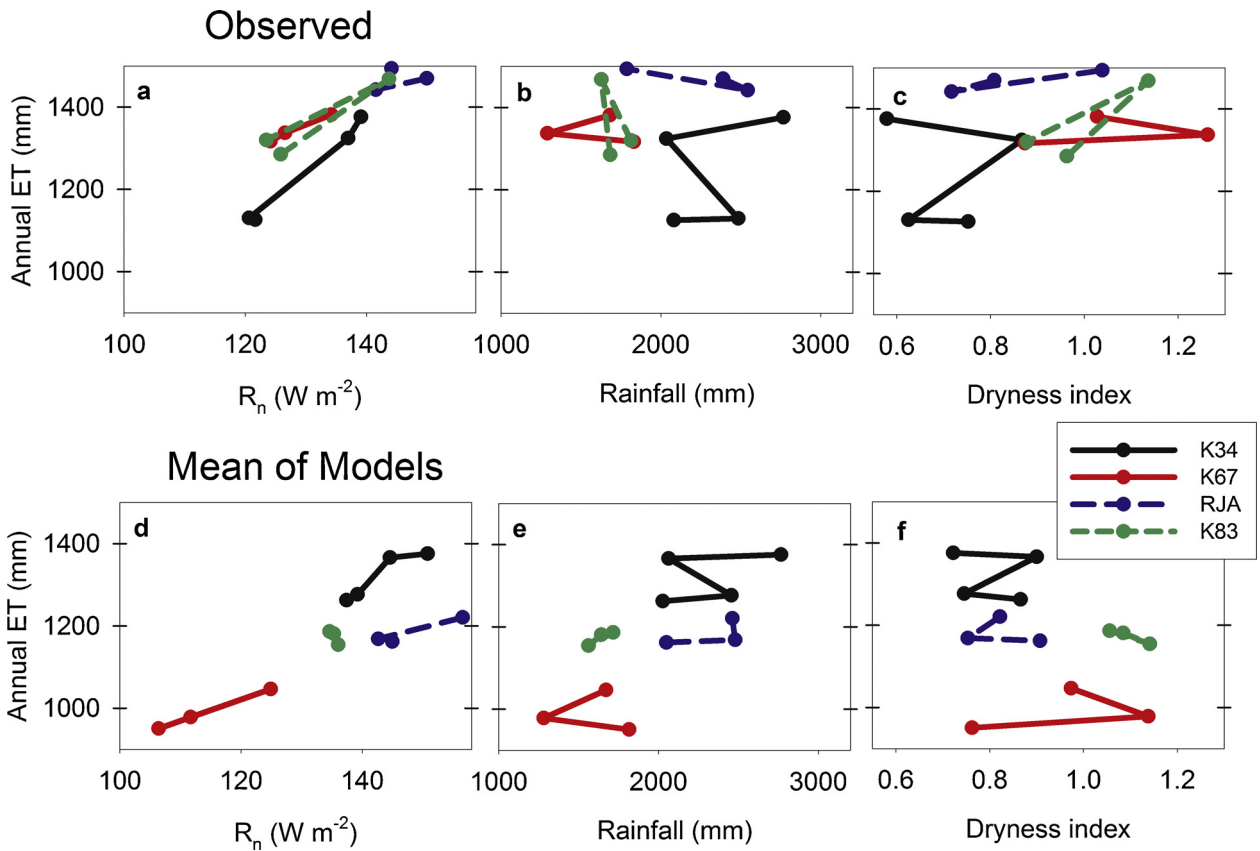 Observed
a
b
c
Annual ET (mm)
1400
1200
1000
100
120
140
1000
2000
3000
0.6
0.8
1.0
1.2
Rn (W m-2)
Rainfall (mm)
Dryness index
Mean of Models
K34
K67
RJA
K83
d
e
f
Annual ET (mm)
1400
1200
1000
100
120
140
1000
2000
3000
0.6
0.8
1.0
1.2
Rn (W m-2)
Rainfall (mm)
Dryness index